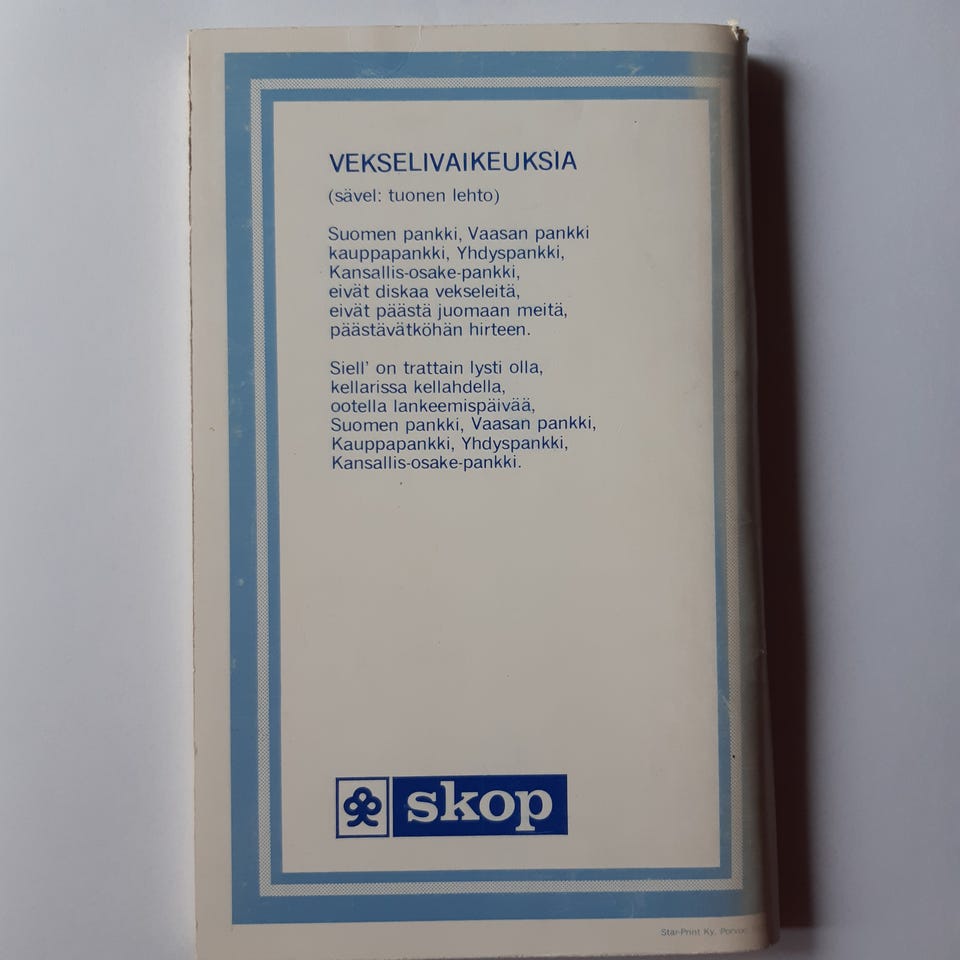 VEKSELIVAIKEUKSIA
(sävel: tuonen lehto)
Suomen pankki, Vaasan pankki
kauppapankki, Yhdyspankki,
Kansallis-osake-pankki,
eivät diskaa vekseleitä,
eivät päästä juomaan meitä,
päästävätköhän hirteen.
Siell' on trattain lysti olla,
kellarissa kellahdella,
ootella lankeemispäivää,
Suomen pankki, Vaasan pankki,
Kauppapankki, Yhdyspankki,
Kansallis-osake-pankki.
skop
Star-Print Ky,